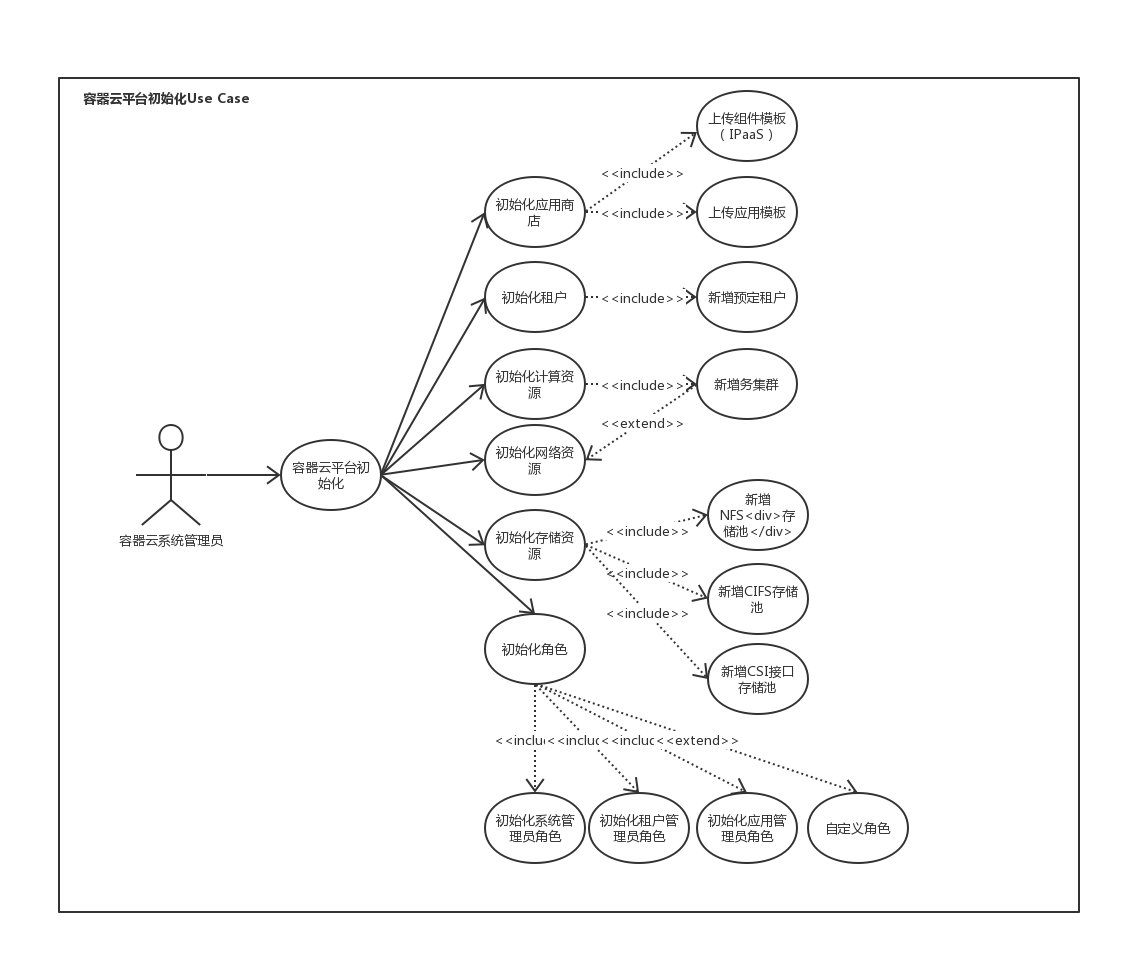 容器云平台初始化Use Case
上传组件模板
（ IPaaS ）
<<include>>
初始化应用商
店
<<include>>
上传应用模板
初始化租户
<<include>>
新增预定租户
初始化计算资
源
<<include>>
新增务集群
<<extend>>
初始化网络资
源
容器云平台初
始化
容器云系统管理员
初始化存储资
源
<<include>>
新增
NFS<div>存
储池</div>
<<include>>
新增CIFS存储
池
<<include>>
新增CSI接口
存储池
初始化角色
<<inclu
<<incluc
<<incluc
<<extend>>
初始化系统管
理员角色
初始化租户管
理员角色
初始化应用管
理员角色
自定义角色